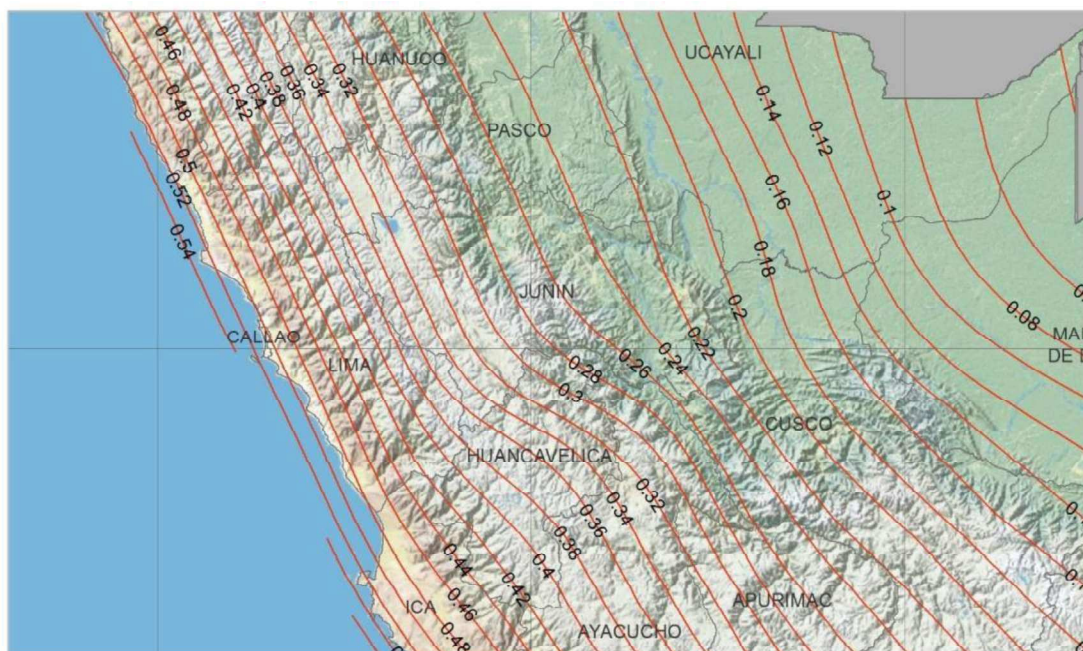 0.46
HUANUCO
UCAYALI
0.32
0.34
0.36
0.38
0.4
0.42
0.48
0.14
0.12
PASCO
0.5
0.52
0.16
0.1
0.54
0.18
JUNIN
0.2
0.08
CALLAO
LIMA
0.28
0.26
0.24
0.22
0.3
CUSCO
HUANCAVELICA
0.32
0.34
0.36
0.38
0.4
0.42
0.44
0.46
0.48
ICA
APURIMAC
AYACUCHO